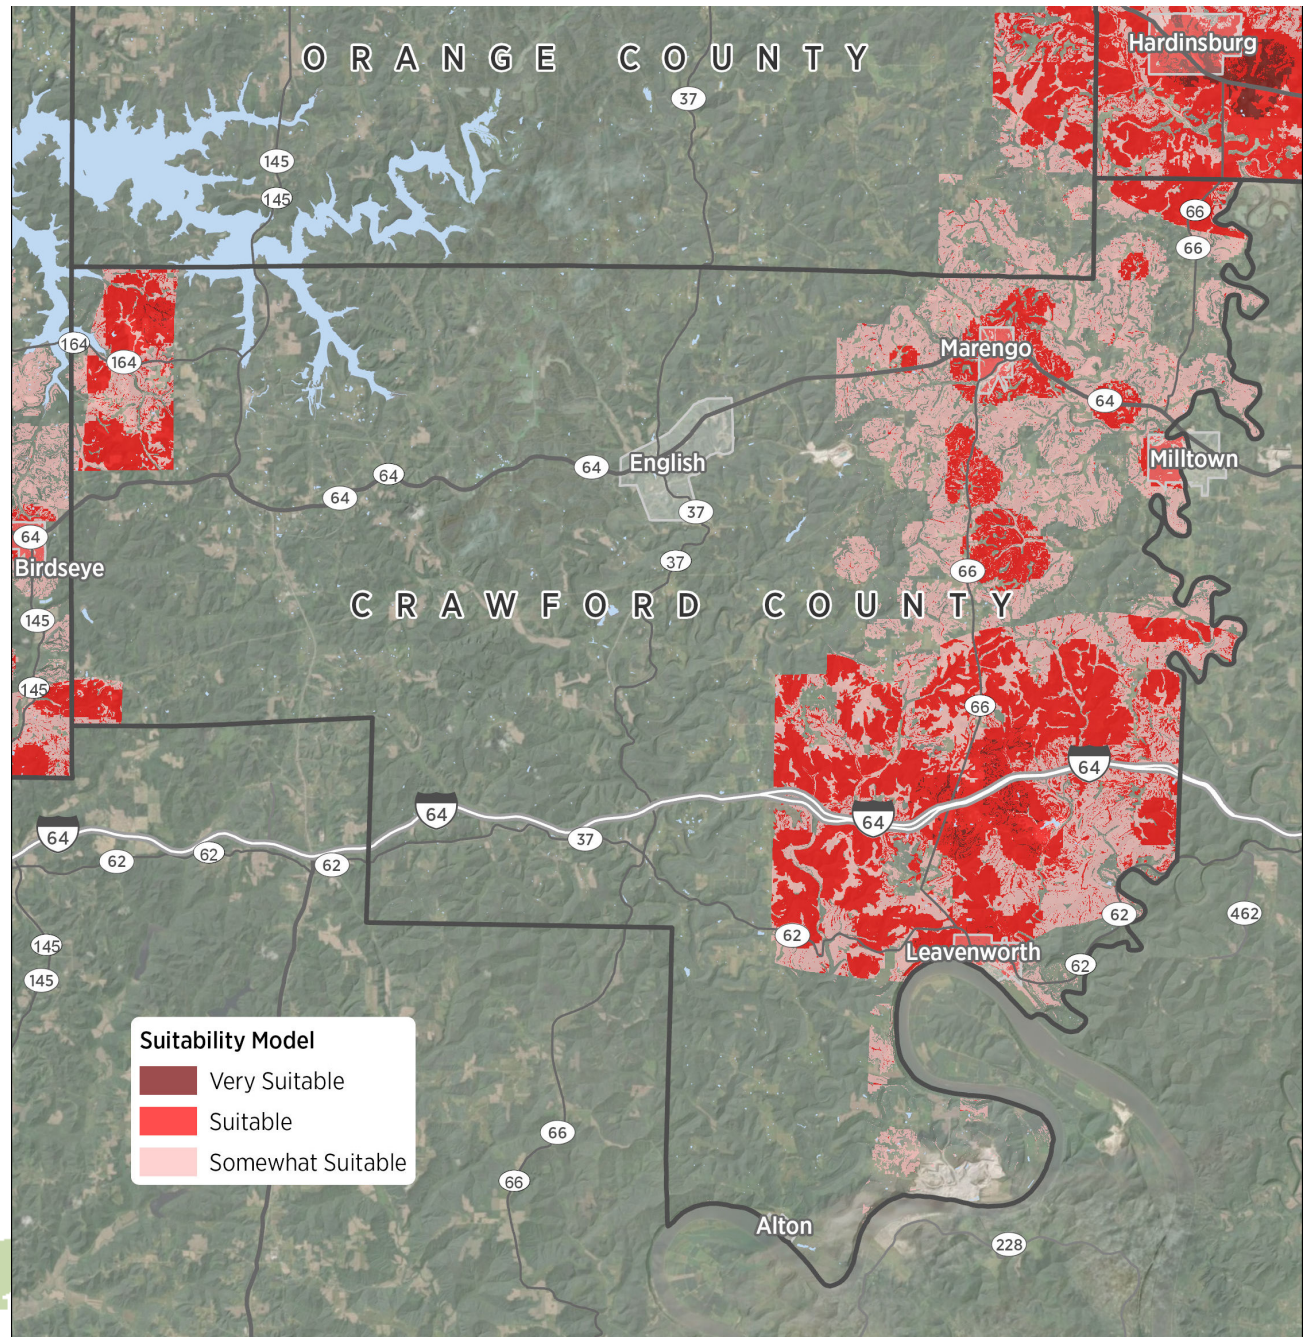 ORANGE COUNTY
Hardinsburg
37
145
145
66
66
164
164
Marengo
64
English
64
64
64
Milltown
37
64
Birdseye
37
66
CRAWFORD COUNTY
145
145
66
64
64
64
64
37
62
62
62
62
62
462
145
Leavenworth
62
145
Suitability Model
Very Suitable
Suitable
Somewhat Suitable
66
66
Alton
228